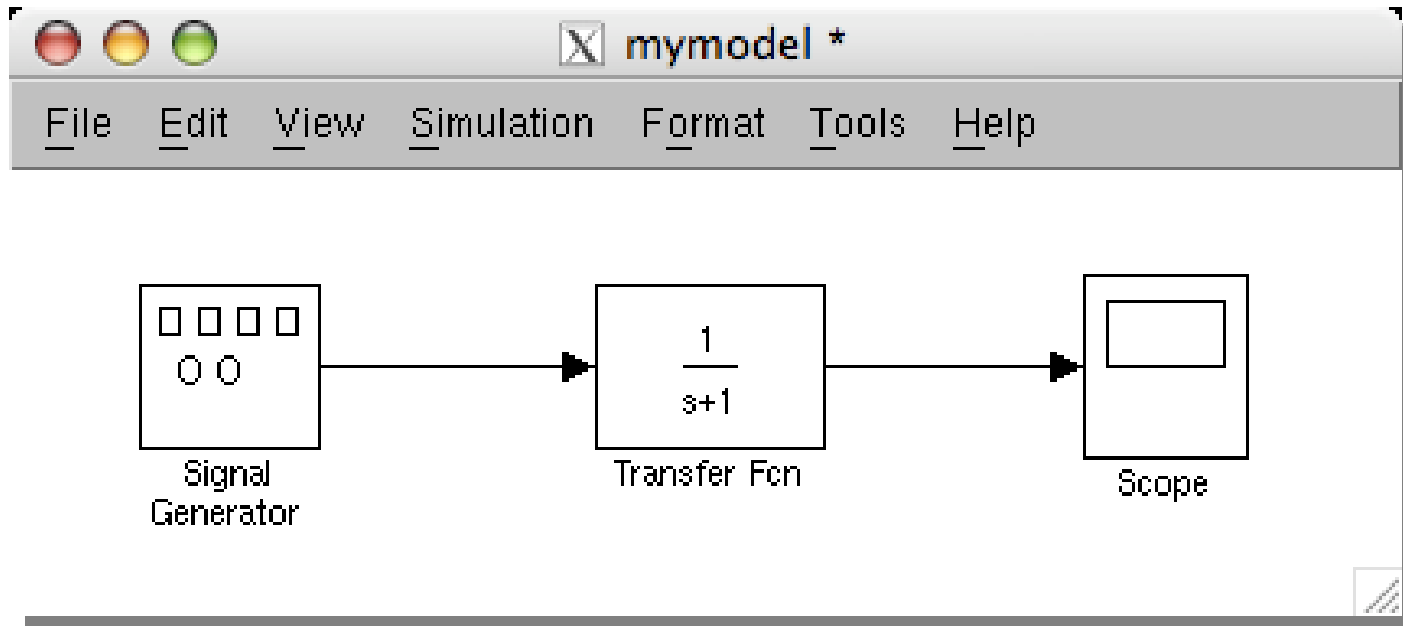 mymodel *
File Edit View Simulation Format Tools Help
1
s+1
Signal
Generator
Transfer Fcn
Scope